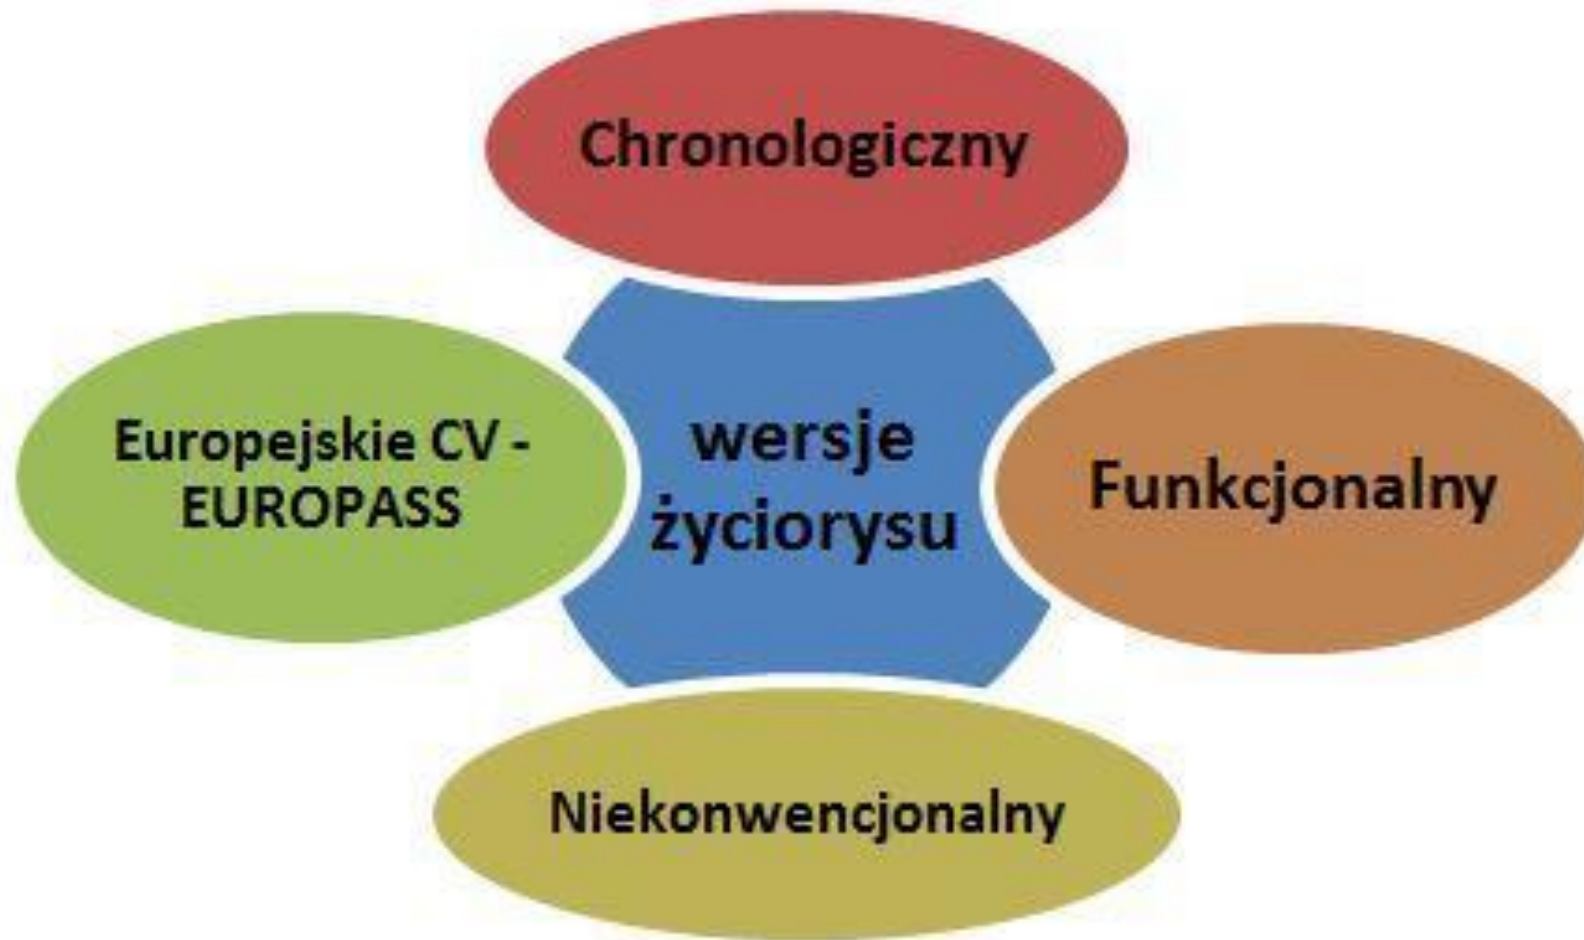 Chronologiczny
Europejskie CV -
EUROPASS
wersje
życiorysu
Funkcjonalny
Niekonwencjonalny